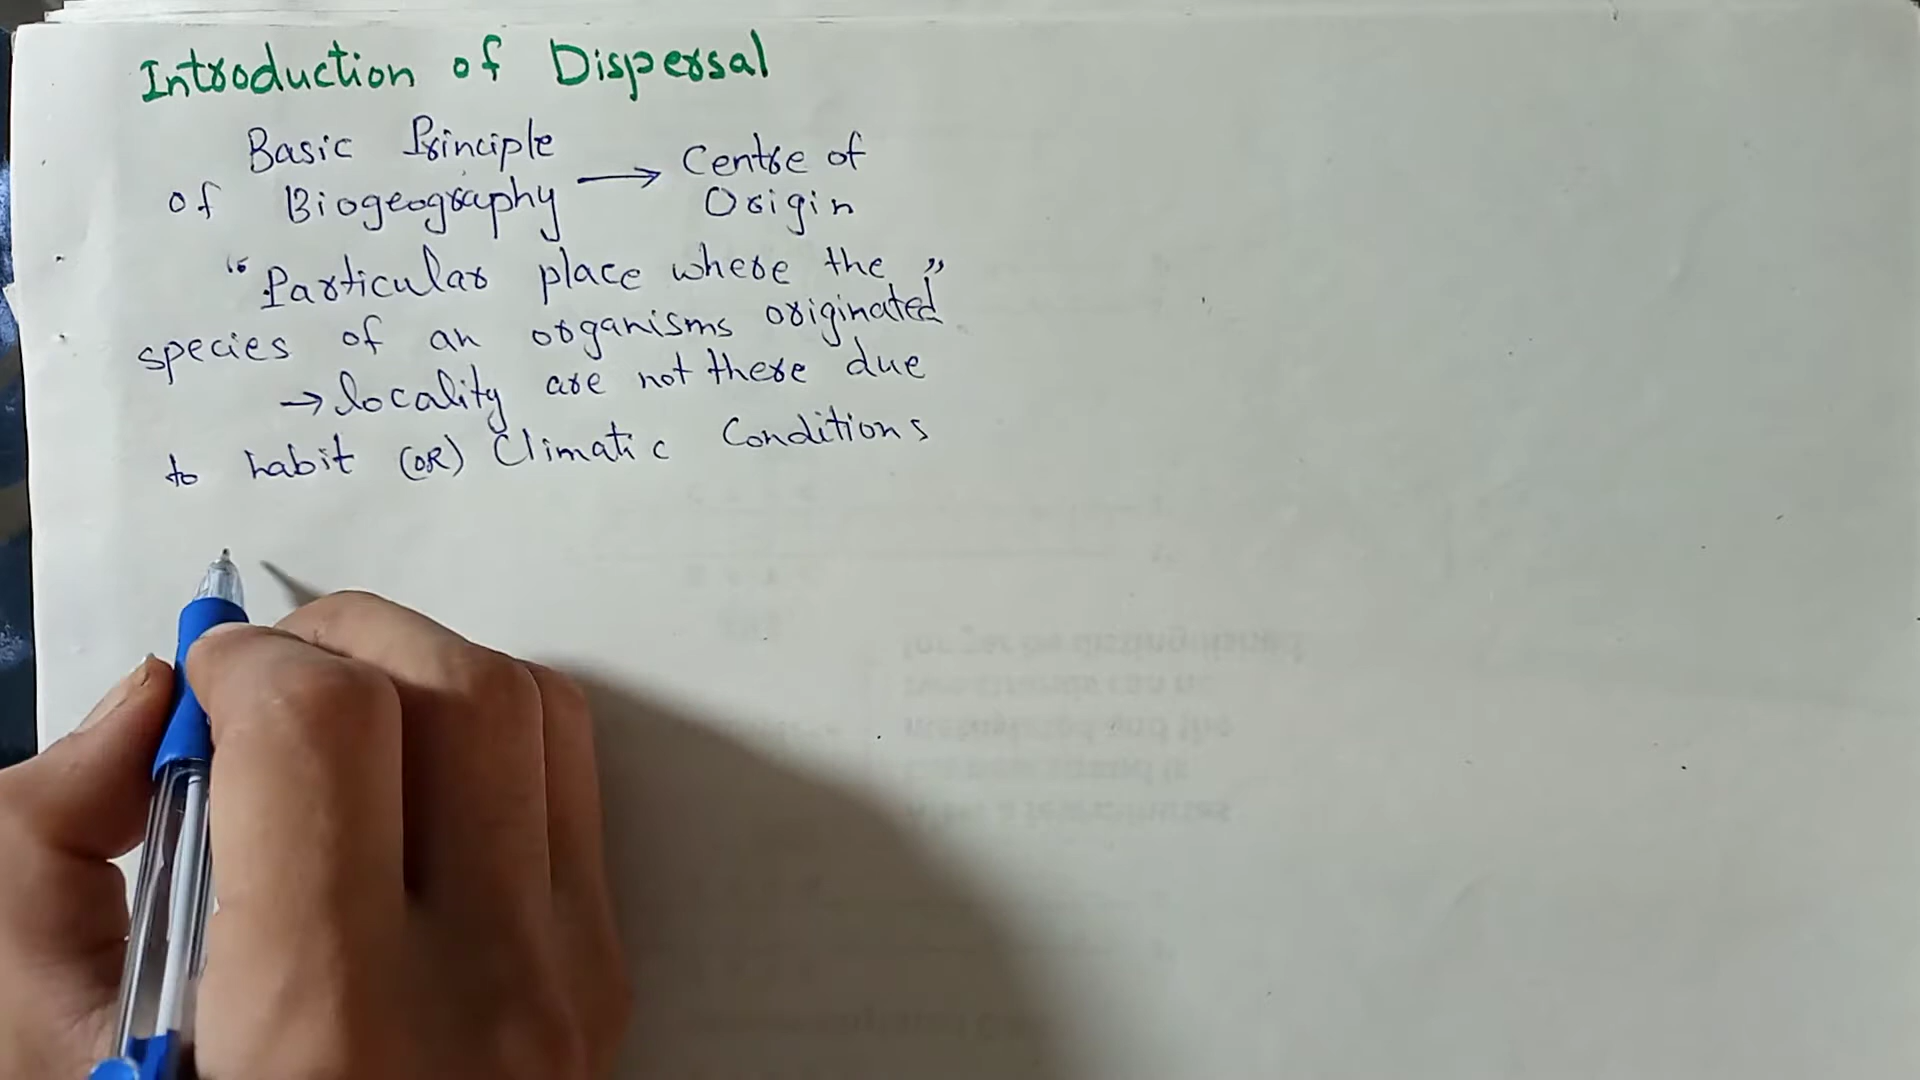 Introduction of Dispersal
Basic Principle
of Biogeography → Centre of
Origin
"Particular place where the"
species of an organisms originated
→ locality are not there due
to habit (OR) Climatic Conditions